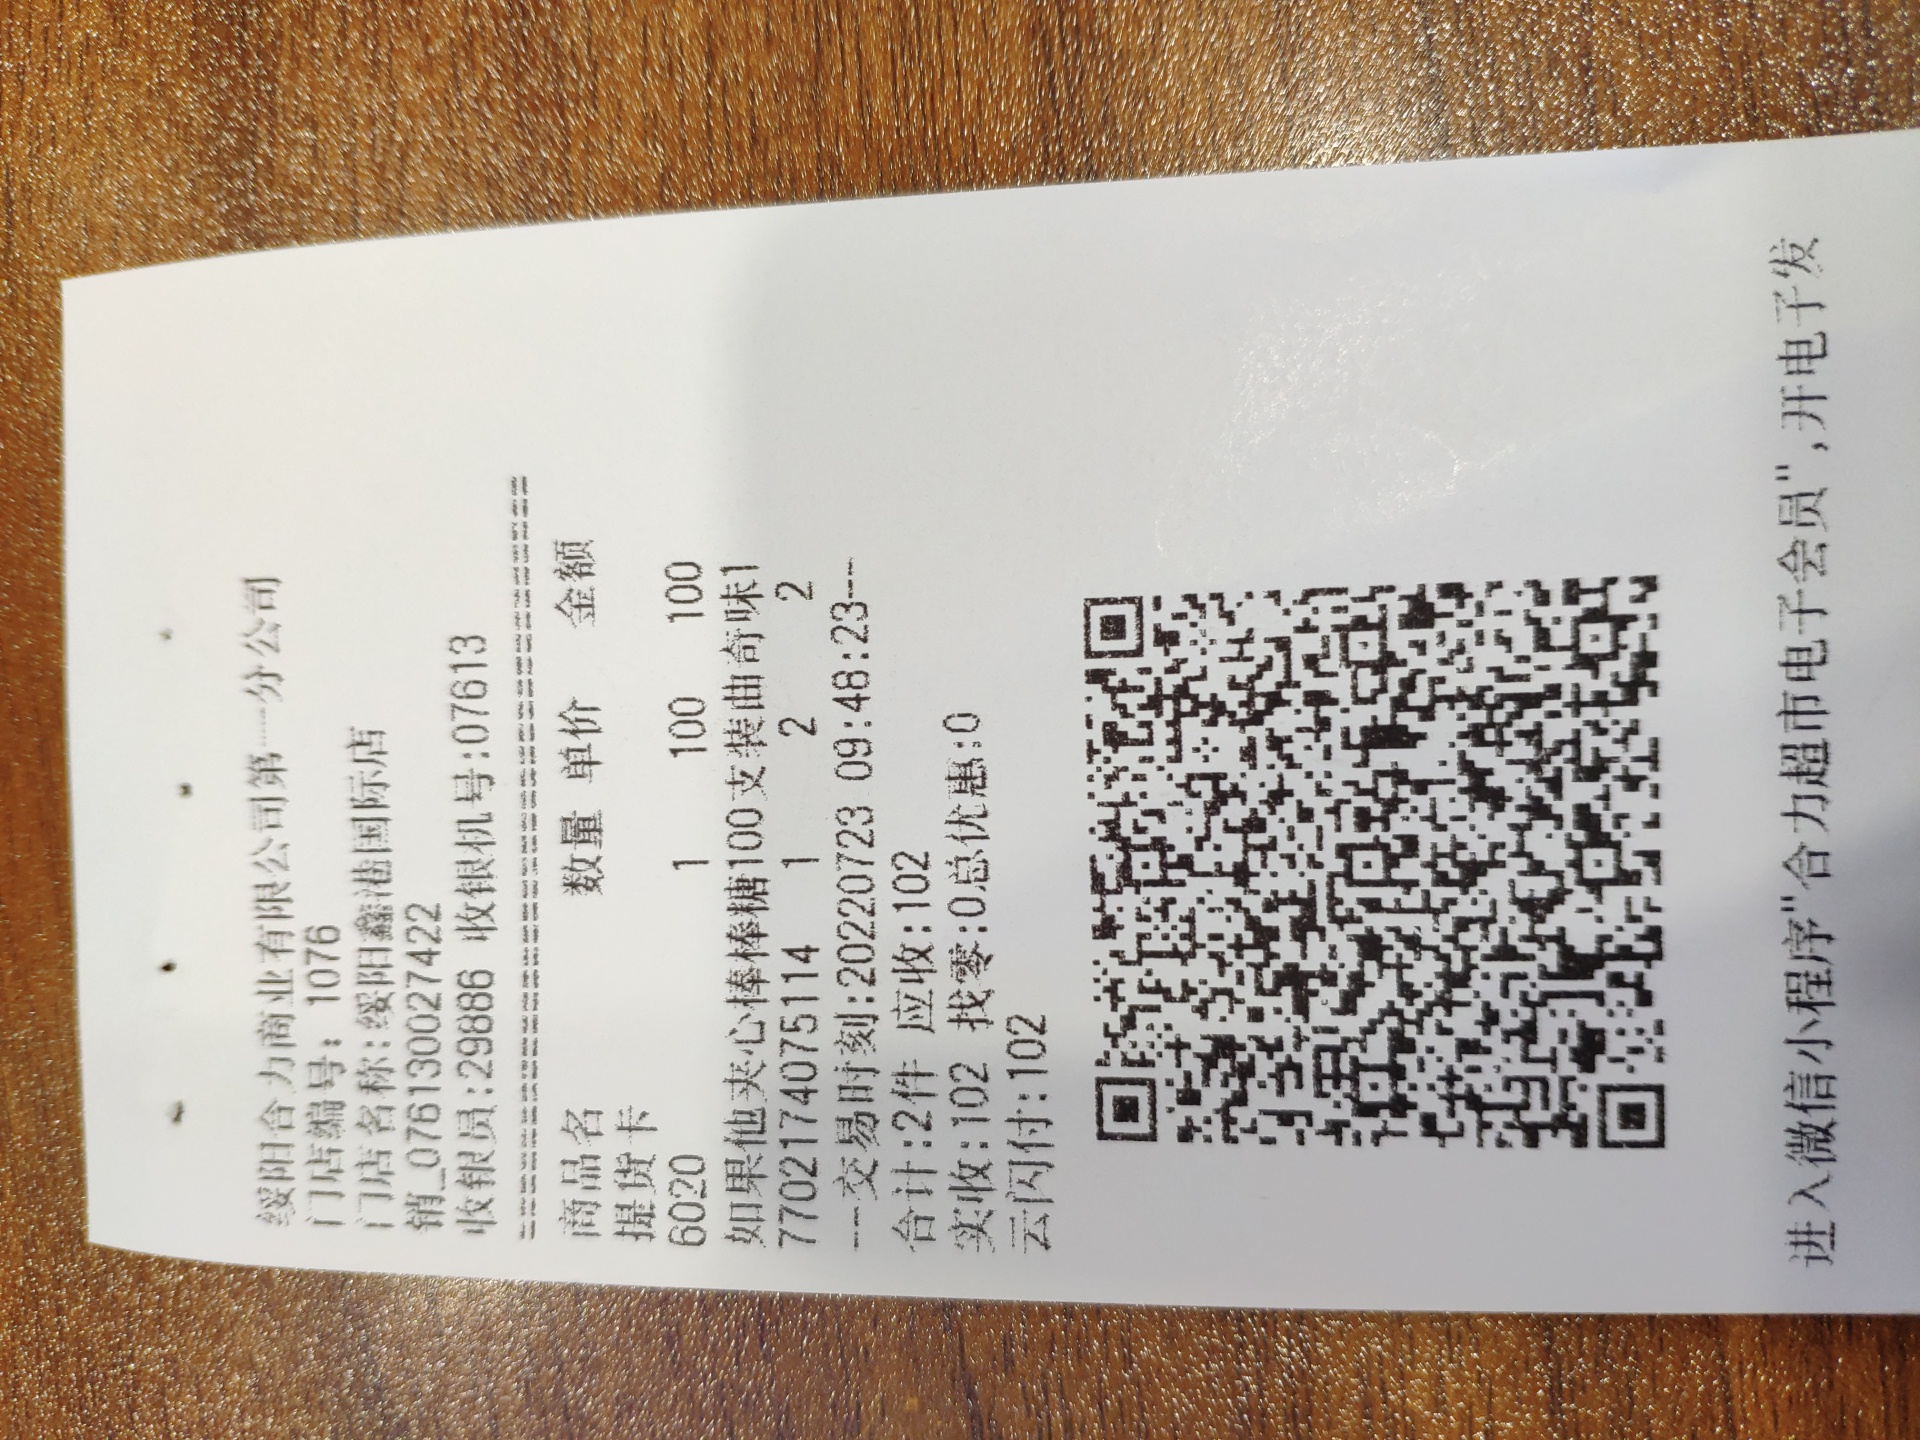 绥阳合力商业有限公司第一分公司
门店编号: 1076
门店名称:绥阳鑫港国际店
销_0761300027422
收银员:29886 收银机号:07613
商品名 数量 单价 金额
提货卡
6020 1 100 100
如果他夹心棒棒糖100支装曲奇味1
7702174075114 1 2 2
--交易时刻:20220723 09:48:23--
合计:2件 应收:102
实收:102 找零:0总优惠:0
云闪付:102
进入微信小程序"合力超市电子会员",开电子发